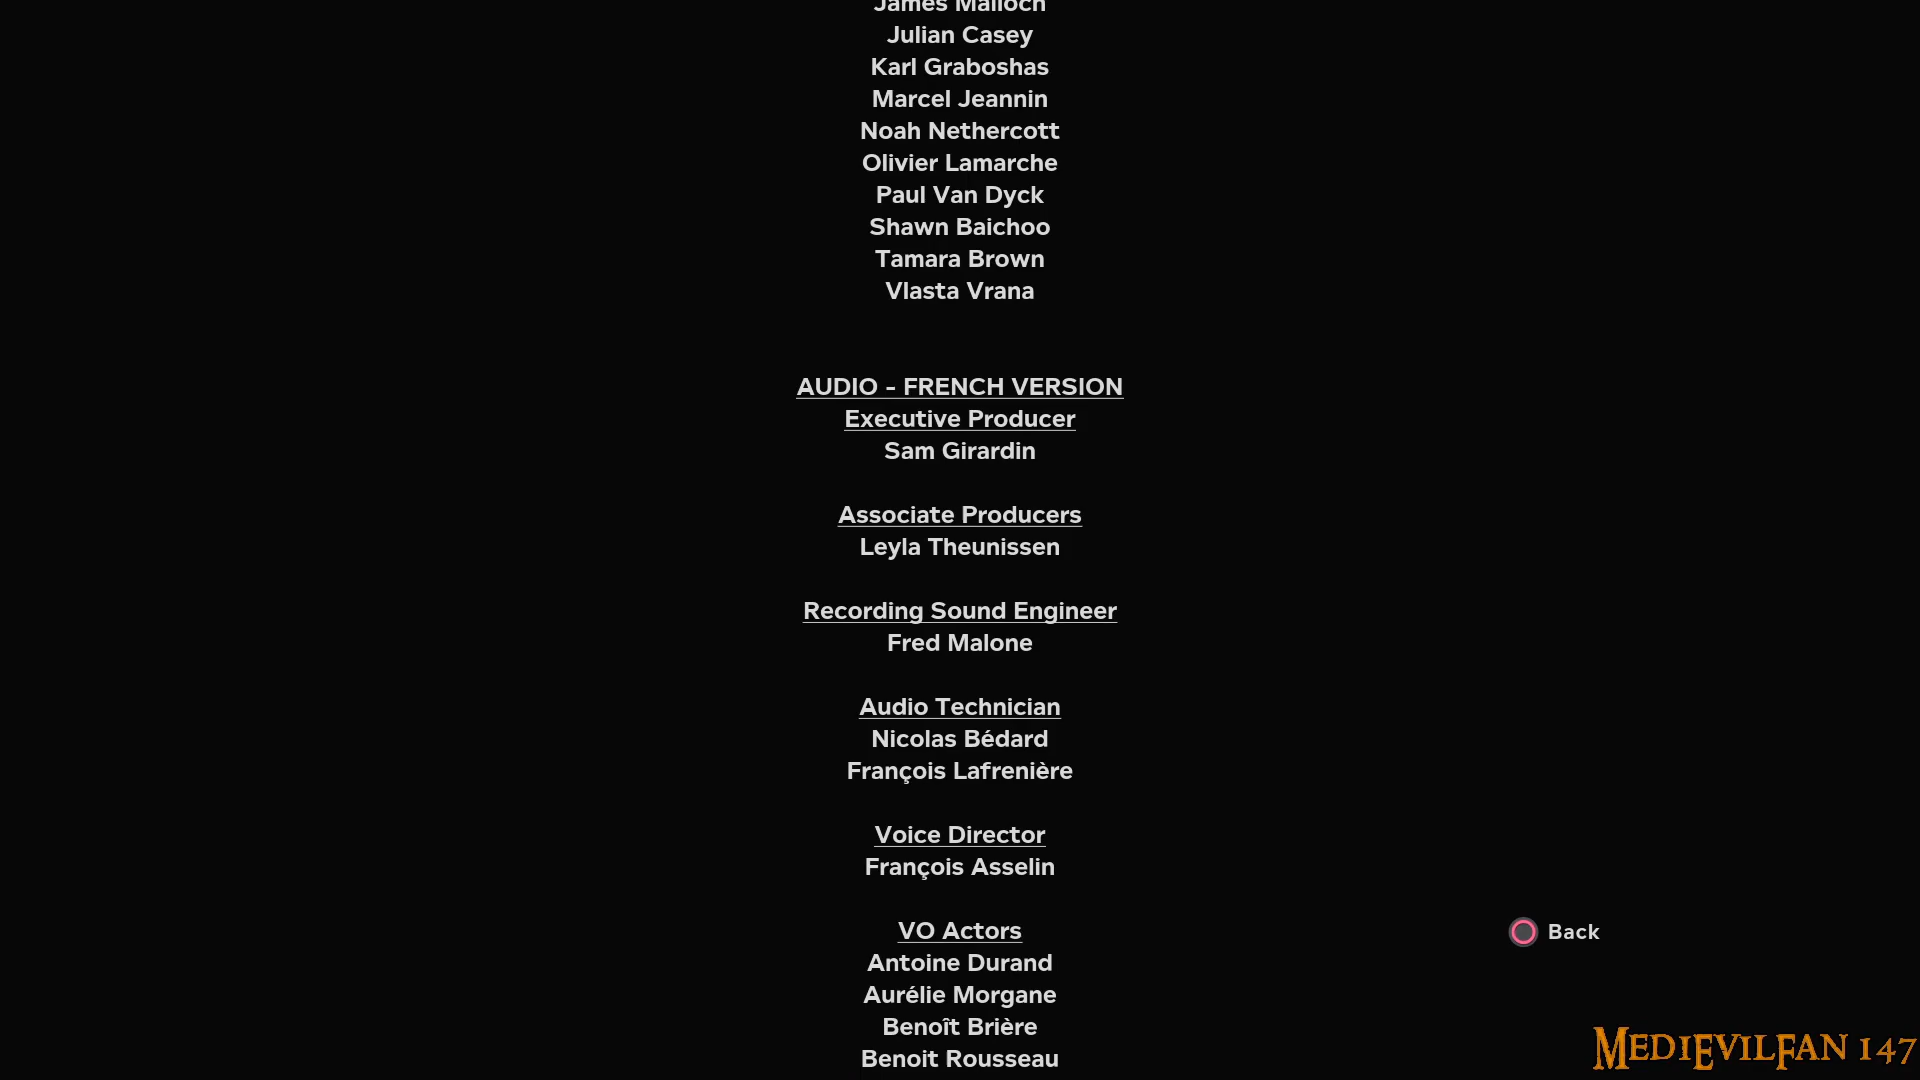 James Malloch
Julian Casey
Karl Graboshas
Marcel Jeannin
Noah Nethercott
Olivier Lamarche
Paul Van Dyck
Shawn Baichoo
Tamara Brown
Vlasta Vrana
AUDIO - FRENCH VERSION
Executive Producer
Sam Girardin
Associate Producers
Leyla Theunissen
Recording Sound Engineer
Fred Malone
Audio Technician
Nicolas Bédard
François Lafrenière
Voice Director
François Asselin
VO Actors
Antoine Durand
Aurélie Morgane
Benoît Brière
Benoit Rousseau
Back
MEDIEVILFAN 147